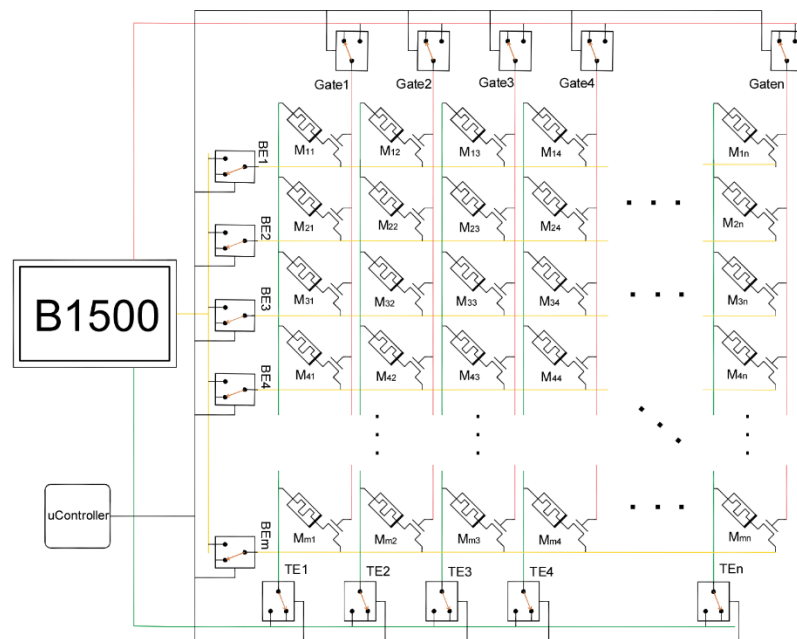 Gate1 Gate2 Gate3 Gate4 Gaten
M11 M12 M13 M14 M1n
BE1
M21 M22 M23 M24 M2n
BE2
M31 M32 M33 M34 M3n
BE3
B1500
M41 M42 M43 M44 M4n
BE4
uController
Mm1 Mm2 Mm3 Mm4 Mmn
BEm
TE1 TE2 TE3 TE4 TEn